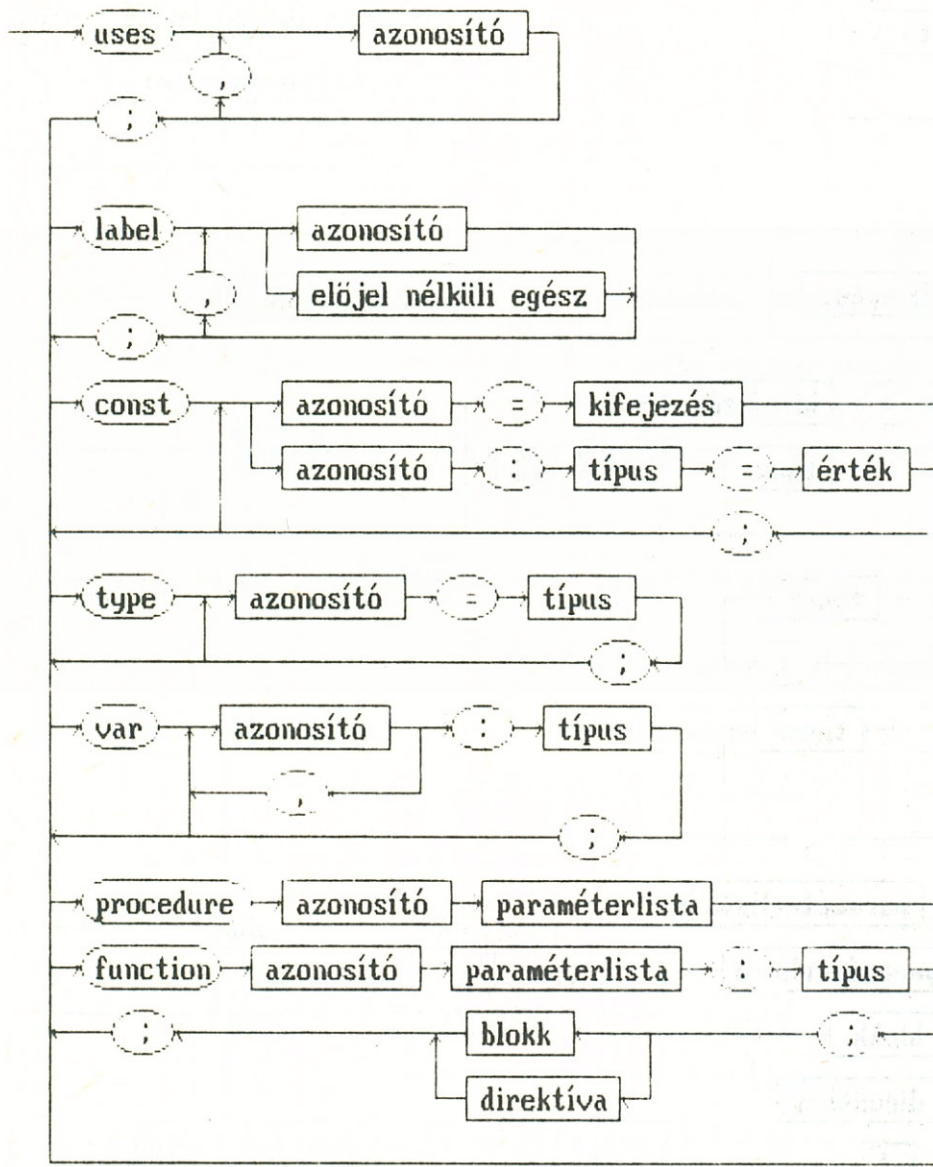 uses azonosító
,
;
label azonosító
, előjel nélküli egész
;
const azonosító = kifejezés
azonosító : típus = érték
;
type azonosító = típus
;
var azonosító : típus
,
;
procedure azonosító paraméterlista
function azonosító paraméterlista : típus
; blokk ;
direktíva